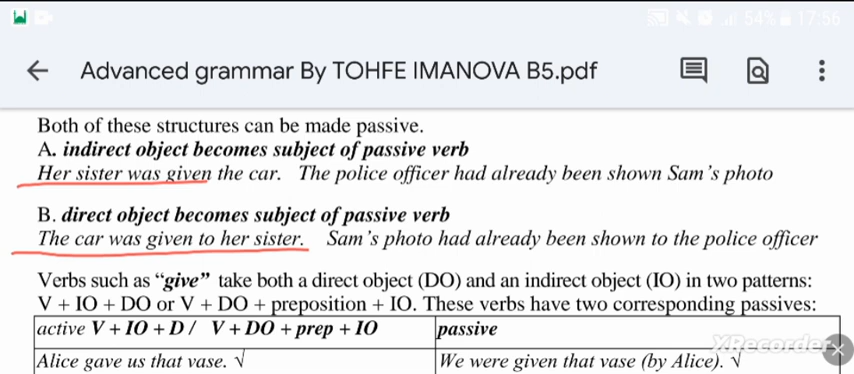 54% 17:56
Advanced grammar By TOHFE IMANOVA B5.pdf
Both of these structures can be made passive.
A. indirect object becomes subject of passive verb
Her sister was given the car. The police officer had already been shown Sam's photo
B. direct object becomes subject of passive verb
The car was given to her sister. Sam's photo had already been shown to the police officer
Verbs such as “give” take both a direct object (DO) and an indirect object (IO) in two patterns:
V + IO + DO or V + DO + preposition + IO. These verbs have two corresponding passives:
active V + IO + D / V + DO + prep + IO passive
XRecorder
Alice gave us that vase. √ We were given that vase (by Alice). √